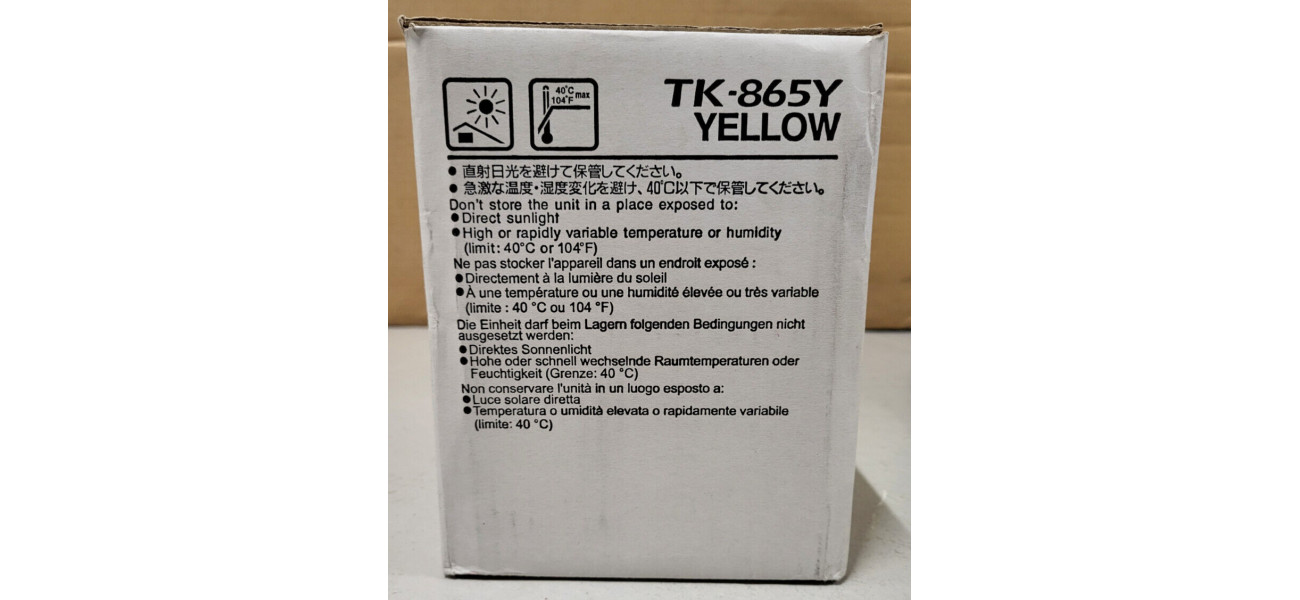 40°C max
104°F
TK-865Y
YELLOW
● 直射日光を避けて保管してください。
● 急激な温度・湿度変化を避け、40℃以下で保管してください。
Don't store the unit in a place exposed to:
●Direct sunlight
●High or rapidly variable temperature or humidity
(limit: 40°C or 104°F)
Ne pas stocker l'appareil dans un endroit exposé :
●Directement à la lumière du soleil
●À une température ou une humidité élevée ou très variable
(limite : 40 °C ou 104 °F)
Die Einheit darf beim Lagern folgenden Bedingungen nicht
ausgesetzt werden:
●Direktes Sonnenlicht
●Hohe oder schnell wechselnde Raumtemperaturen oder
Feuchtigkeit (Grenze: 40 °C)
Non conservare l'unità in un luogo esposto a:
●Luce solare diretta
●Temperatura o umidità elevata o rapidamente variabile
(limite: 40 °C)